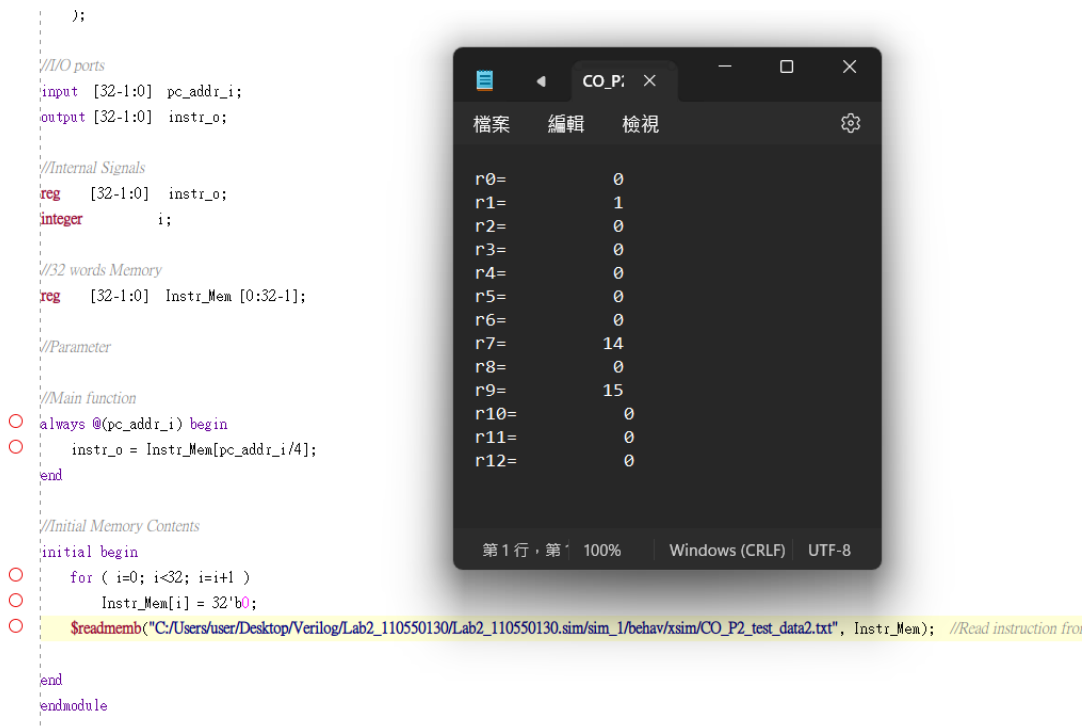 );
//I/O ports
input [32-1:0] pc_addr_i;
output [32-1:0] instr_o;
//Internal Signals
reg [32-1:0] instr_o;
integer i;
//32 words Memory
reg [32-1:0] Instr_Mem [0:32-1];
//Parameter
//Main function
always @(pc_addr_i) begin
instr_o = Instr_Mem[pc_addr_i/4];
end
//Initial Memory Contents
initial begin
for ( i=0; i<32; i=i+1 )
Instr_Mem[i] = 32'b0;
$readmemb("C:/Users/user/Desktop/Verilog/Lab2_110550130/Lab2_110550130.sim/sim_1/behav/xsim/CO_P2_test_data2.txt", Instr_Mem); //Read instruction from
end
endmodule
CO_P2
檔案 編輯 檢視
r0= 0
r1= 1
r2= 0
r3= 0
r4= 0
r5= 0
r6= 0
r7= 14
r8= 0
r9= 15
r10= 0
r11= 0
r12= 0
第 1 行，第 100% Windows (CRLF) UTF-8